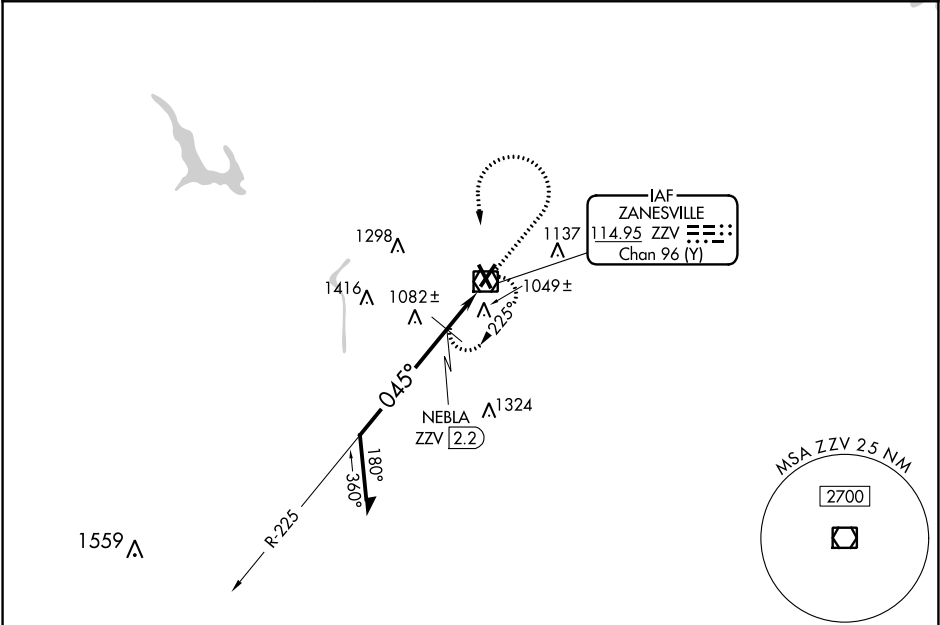 IAF
ZANESVILLE
114.95 ZZV
Chan 96 (Y)
1298
1137
1416
1082±
1049±
225°
045°
NEBLA
ZZV 2.2
1324
180°
360°
R-225
1559
MSA ZZV 25 NM
2700